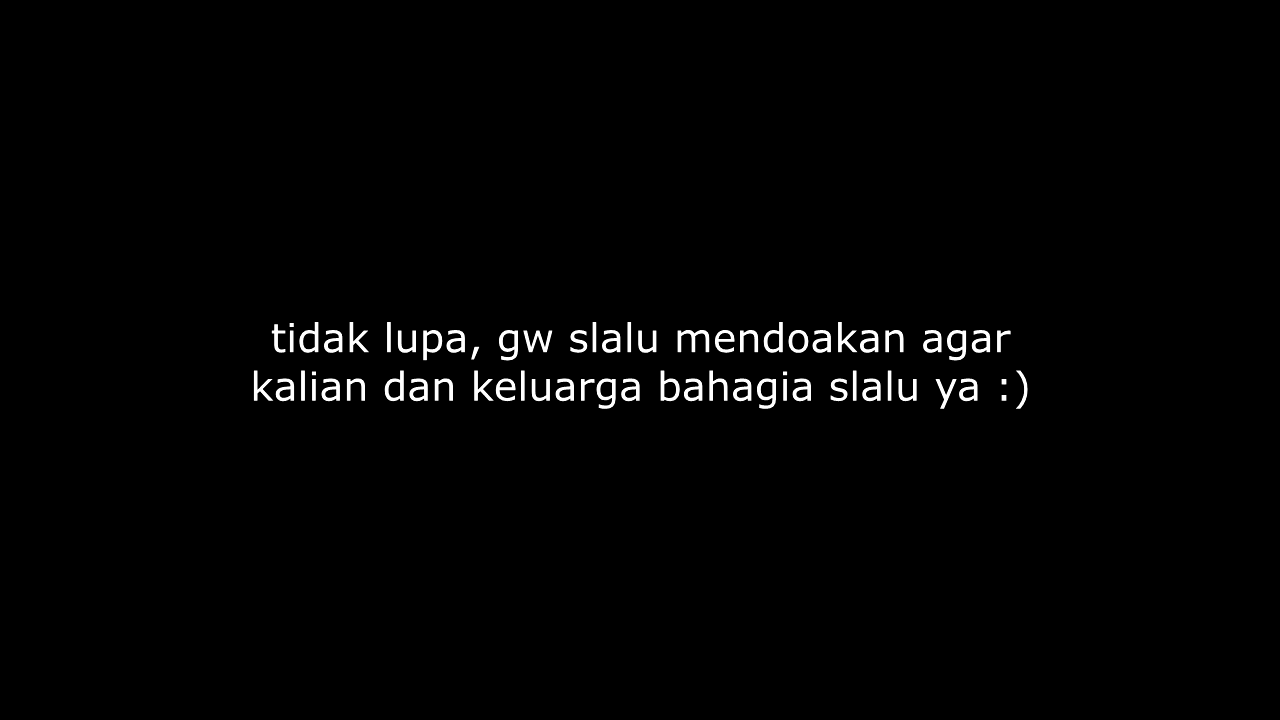 tidak lupa, gw slalu mendoakan agar
kalian dan keluarga bahagia slalu ya :)